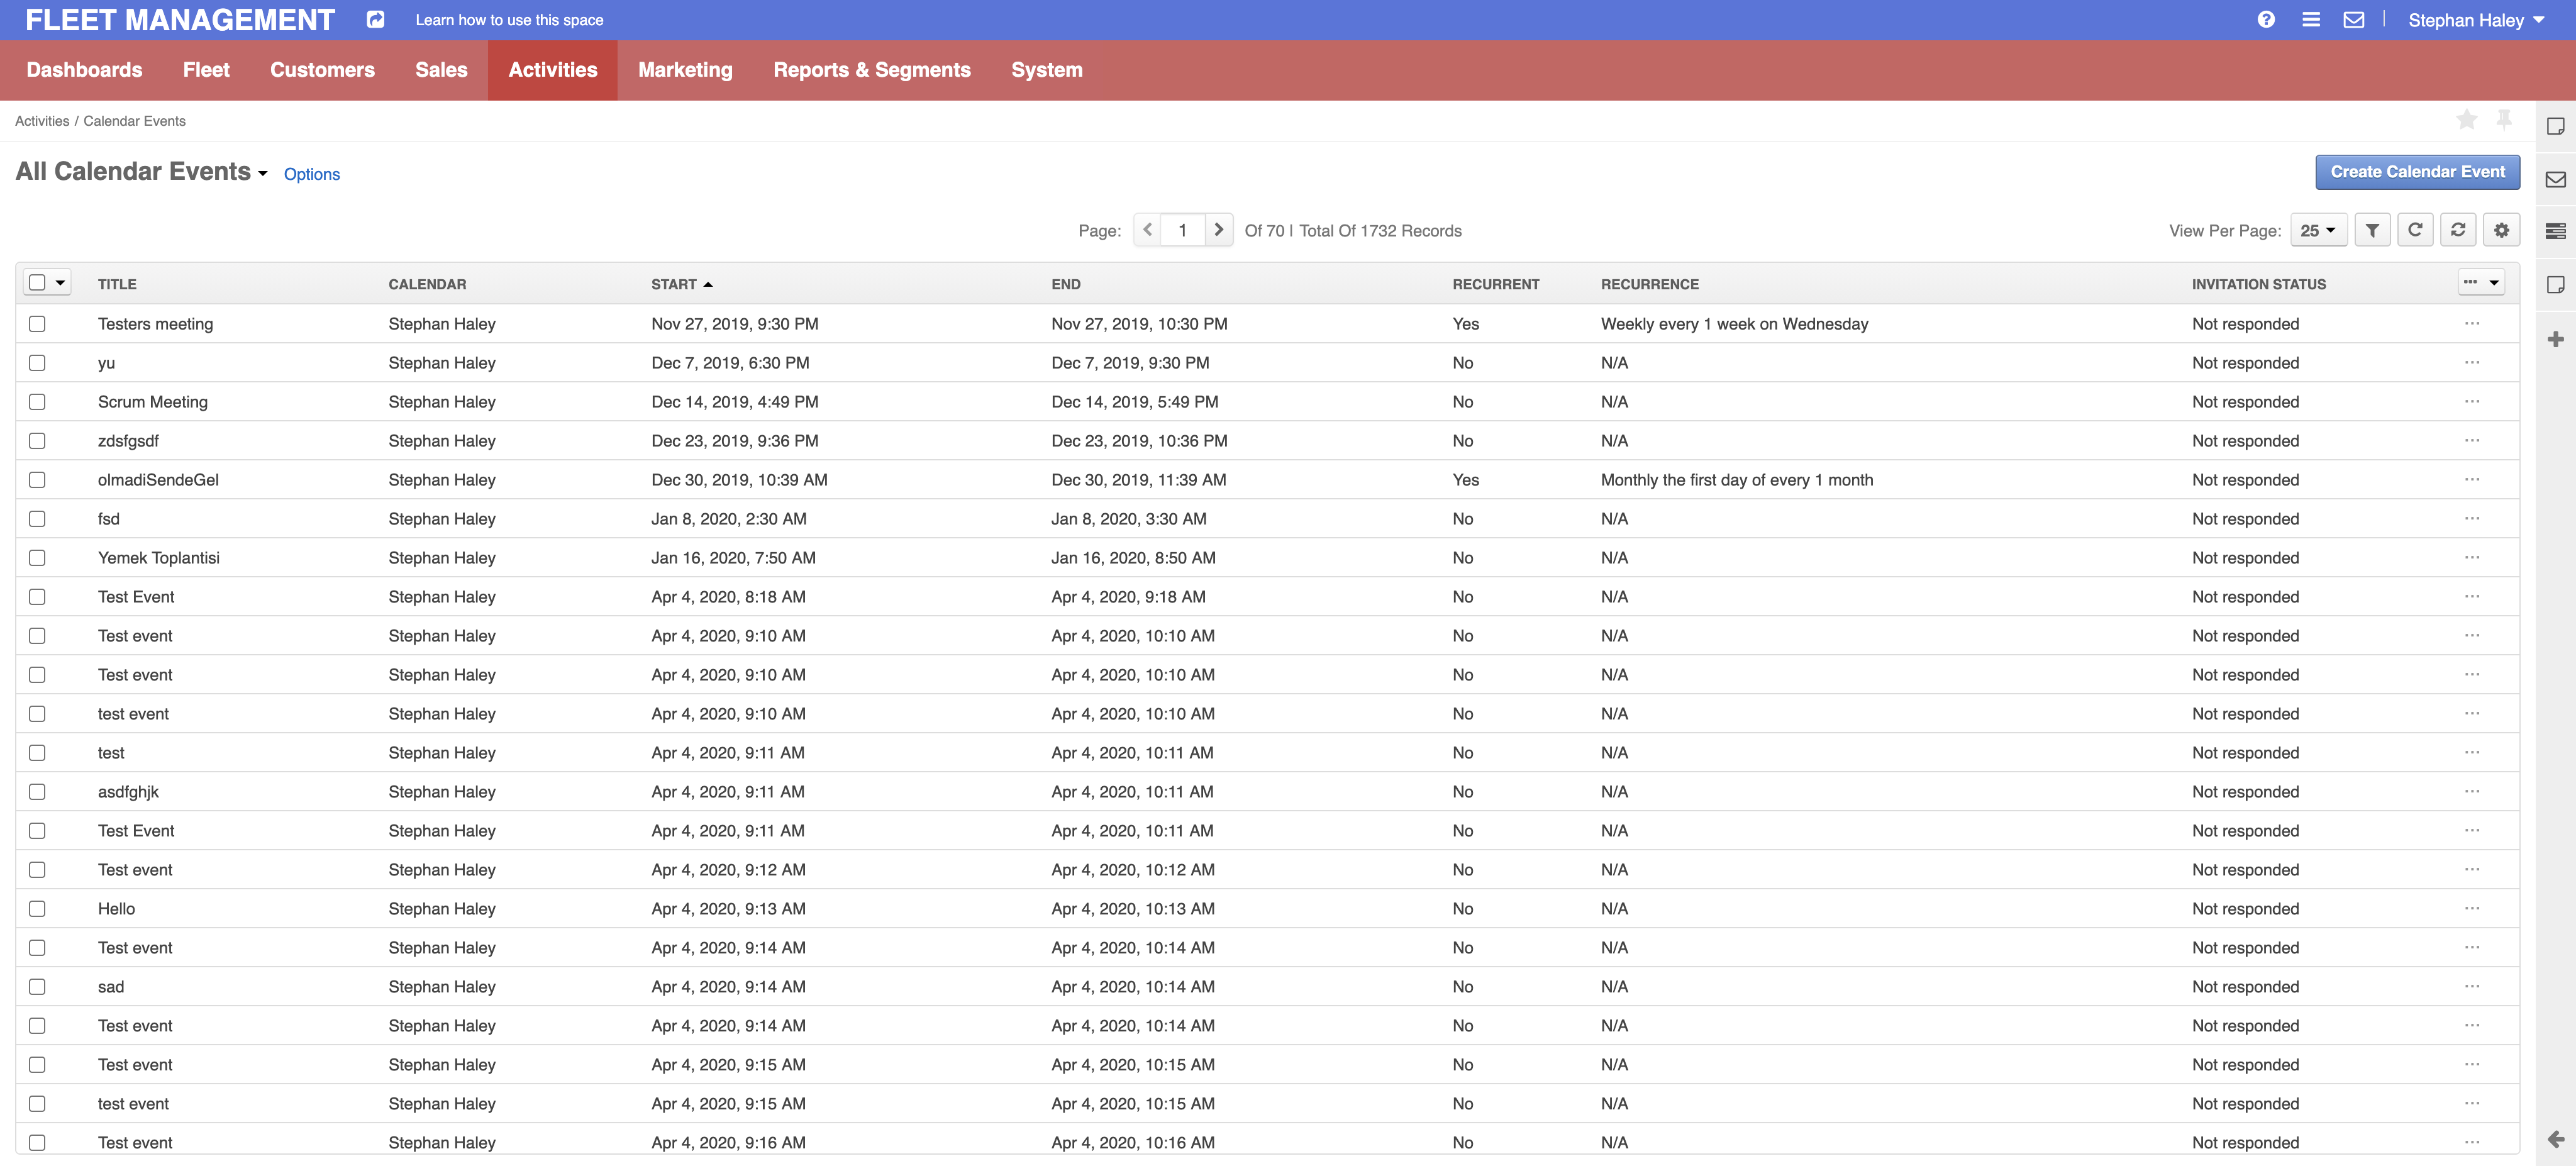 FLEET MANAGEMENT Learn how to use this space Stephan Haley
Dashboards Fleet Customers Sales Activities Marketing Reports & Segments System
Activities / Calendar Events
All Calendar Events Options Create Calendar Event
Page: 1 Of 70 | Total Of 1732 Records View Per Page: 25
TITLE CALENDAR START END RECURRENT RECURRENCE INVITATION STATUS
Testers meeting Stephan Haley Nov 27, 2019, 9:30 PM Nov 27, 2019, 10:30 PM Yes Weekly every 1 week on Wednesday Not responded
yu Stephan Haley Dec 7, 2019, 6:30 PM Dec 7, 2019, 9:30 PM No N/A Not responded
Scrum Meeting Stephan Haley Dec 14, 2019, 4:49 PM Dec 14, 2019, 5:49 PM No N/A Not responded
zdsfgsdf Stephan Haley Dec 23, 2019, 9:36 PM Dec 23, 2019, 10:36 PM No N/A Not responded
olmadiSendeGel Stephan Haley Dec 30, 2019, 10:39 AM Dec 30, 2019, 11:39 AM Yes Monthly the first day of every 1 month Not responded
fsd Stephan Haley Jan 8, 2020, 2:30 AM Jan 8, 2020, 3:30 AM No N/A Not responded
Yemek Toplantisi Stephan Haley Jan 16, 2020, 7:50 AM Jan 16, 2020, 8:50 AM No N/A Not responded
Test Event Stephan Haley Apr 4, 2020, 8:18 AM Apr 4, 2020, 9:18 AM No N/A Not responded
Test event Stephan Haley Apr 4, 2020, 9:10 AM Apr 4, 2020, 10:10 AM No N/A Not responded
Test event Stephan Haley Apr 4, 2020, 9:10 AM Apr 4, 2020, 10:10 AM No N/A Not responded
test event Stephan Haley Apr 4, 2020, 9:10 AM Apr 4, 2020, 10:10 AM No N/A Not responded
test Stephan Haley Apr 4, 2020, 9:11 AM Apr 4, 2020, 10:11 AM No N/A Not responded
asdfghjk Stephan Haley Apr 4, 2020, 9:11 AM Apr 4, 2020, 10:11 AM No N/A Not responded
Test Event Stephan Haley Apr 4, 2020, 9:11 AM Apr 4, 2020, 10:11 AM No N/A Not responded
Test event Stephan Haley Apr 4, 2020, 9:12 AM Apr 4, 2020, 10:12 AM No N/A Not responded
Hello Stephan Haley Apr 4, 2020, 9:13 AM Apr 4, 2020, 10:13 AM No N/A Not responded
Test event Stephan Haley Apr 4, 2020, 9:14 AM Apr 4, 2020, 10:14 AM No N/A Not responded
sad Stephan Haley Apr 4, 2020, 9:14 AM Apr 4, 2020, 10:14 AM No N/A Not responded
Test event Stephan Haley Apr 4, 2020, 9:14 AM Apr 4, 2020, 10:14 AM No N/A Not responded
Test event Stephan Haley Apr 4, 2020, 9:15 AM Apr 4, 2020, 10:15 AM No N/A Not responded
test event Stephan Haley Apr 4, 2020, 9:15 AM Apr 4, 2020, 10:15 AM No N/A Not responded
Test event Stephan Haley Apr 4, 2020, 9:16 AM Apr 4, 2020, 10:16 AM No N/A Not responded